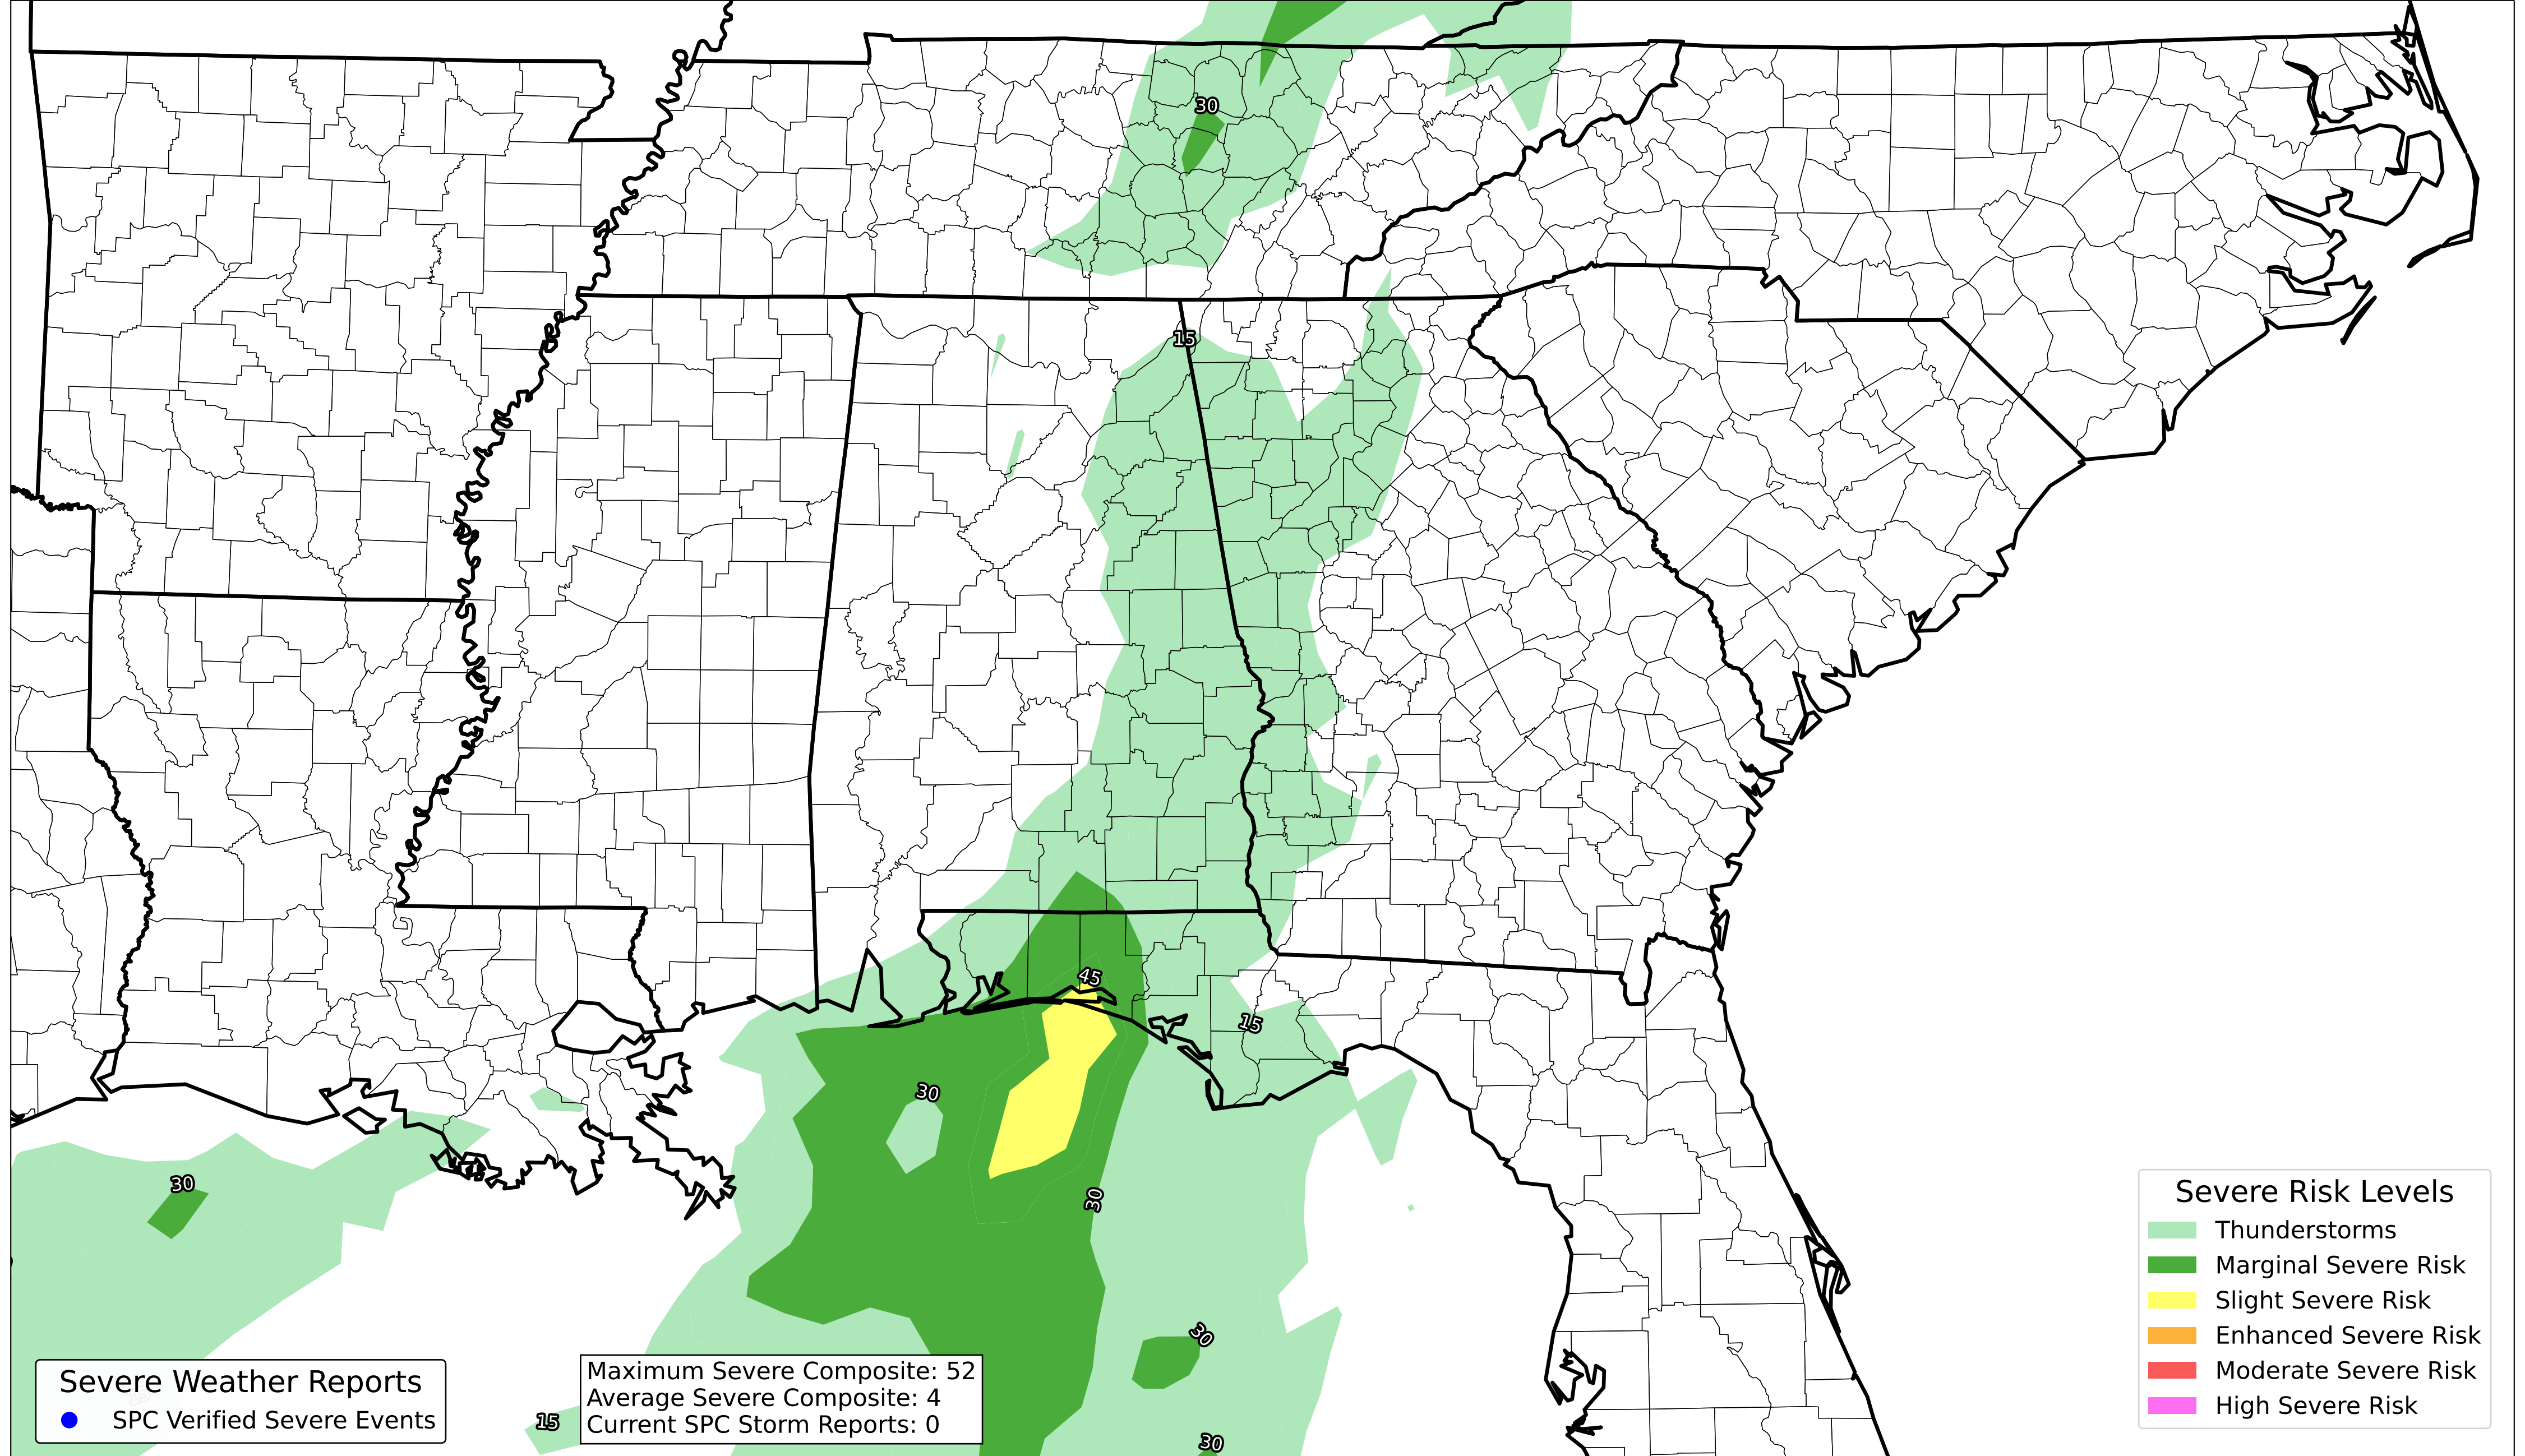 30
15
45
15
30
30
30
30
15
30
Severe Risk Levels
Thunderstorms
Marginal Severe Risk
Slight Severe Risk
Enhanced Severe Risk
Moderate Severe Risk
High Severe Risk
Severe Weather Reports
SPC Verified Severe Events
Maximum Severe Composite: 52
Average Severe Composite: 4
Current SPC Storm Reports: 0